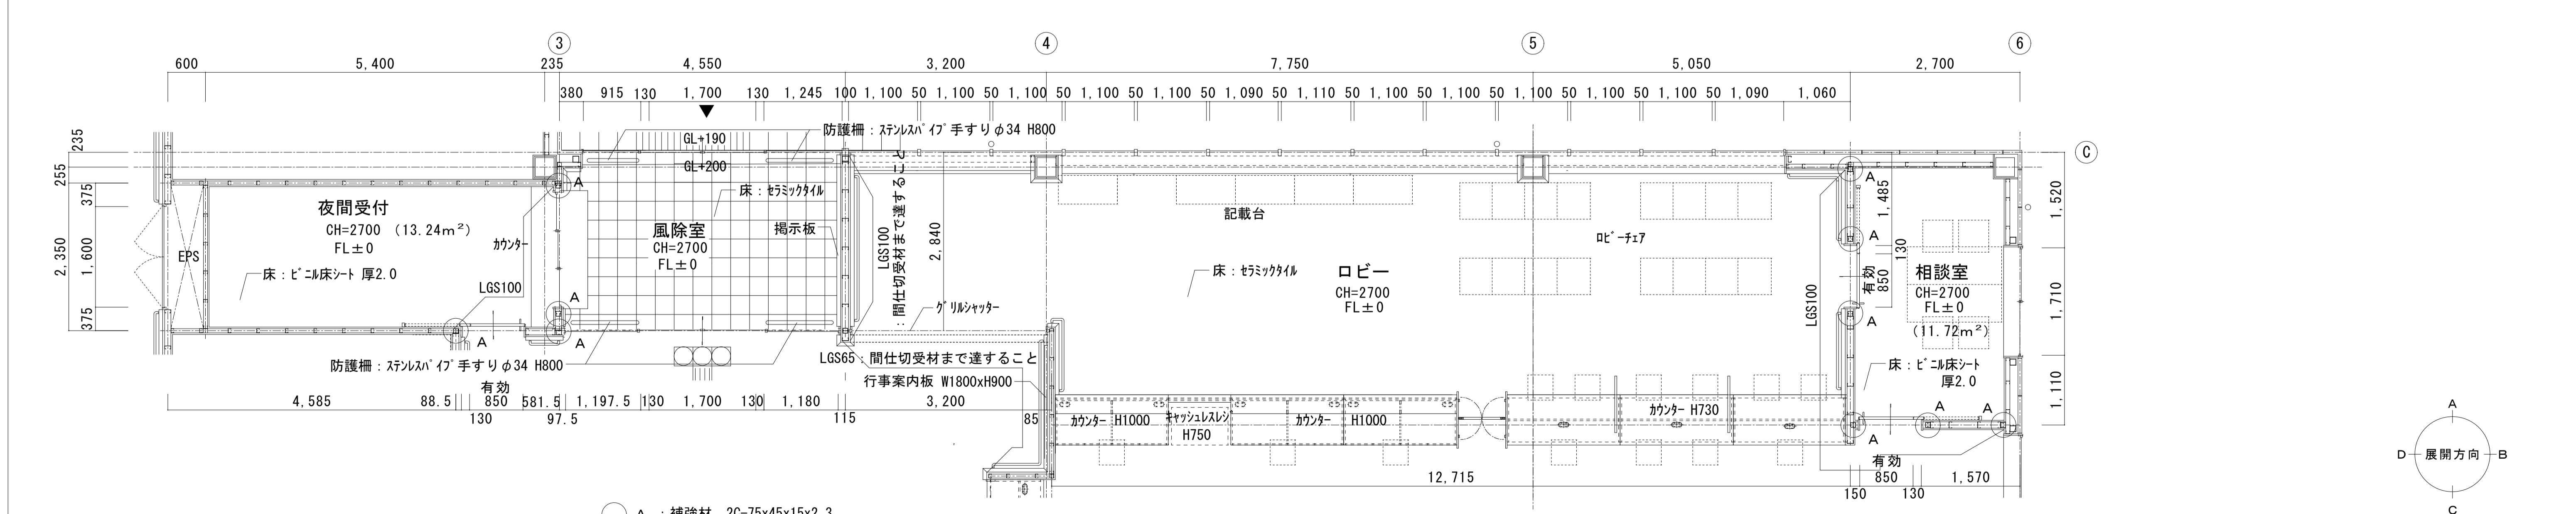 3 4 5 6
600 5,400 235 4,550 3,200 7,750 5,050 2,700
380 915 130 1,700 130 1,245 100 1,100 50 1,100 50 1,100 50 1,100 50 1,100 50 1,090 50 1,110 50 1,100 50 1,100 50 1,100 50 1,100 50 1,100 50 1,090 1,060
235
255
375
2,350
1,600
375
GL+190
GL+200
防護柵：ステンレスパイプ手すりφ34 H800
C
A
夜間受付
CH=2700 （13.24m²）
FL±0
EPS
カウンター
床：ビニル床シート 厚2.0
LGS100
A
A
A
床：セラミックタイル
風除室
CH=2700
FL±0
掲示板
LGS100
：間仕切受材まで達すること
2,840
グリルシャッター
記載台
ロビーチェア
床：セラミックタイル
ロビー
CH=2700
FL±0
LGS100
A
1,485
A
130
有効
850
A
相談室
CH=2700
FL±0
（11.72m²）
床：ビニル床シート
厚2.0
1,520
1,710
1,110
防護柵：ステンレスパイプ手すりφ34 H800
LGS65：間仕切受材まで達すること
行事案内板 W1800xH900
有効
4,585 88.5 850 581.5 1,197.5 130 1,700 130 1,180 3,200
130 97.5 115 85
カウンター H1000
キャッシュレスレジ
H750
カウンター H1000
カウンター H730
A
A
A
有効
12,715
850 1,570
150 130
A
D 展開方向 B
C
A ：補強材 2C-75x45x15x2.3